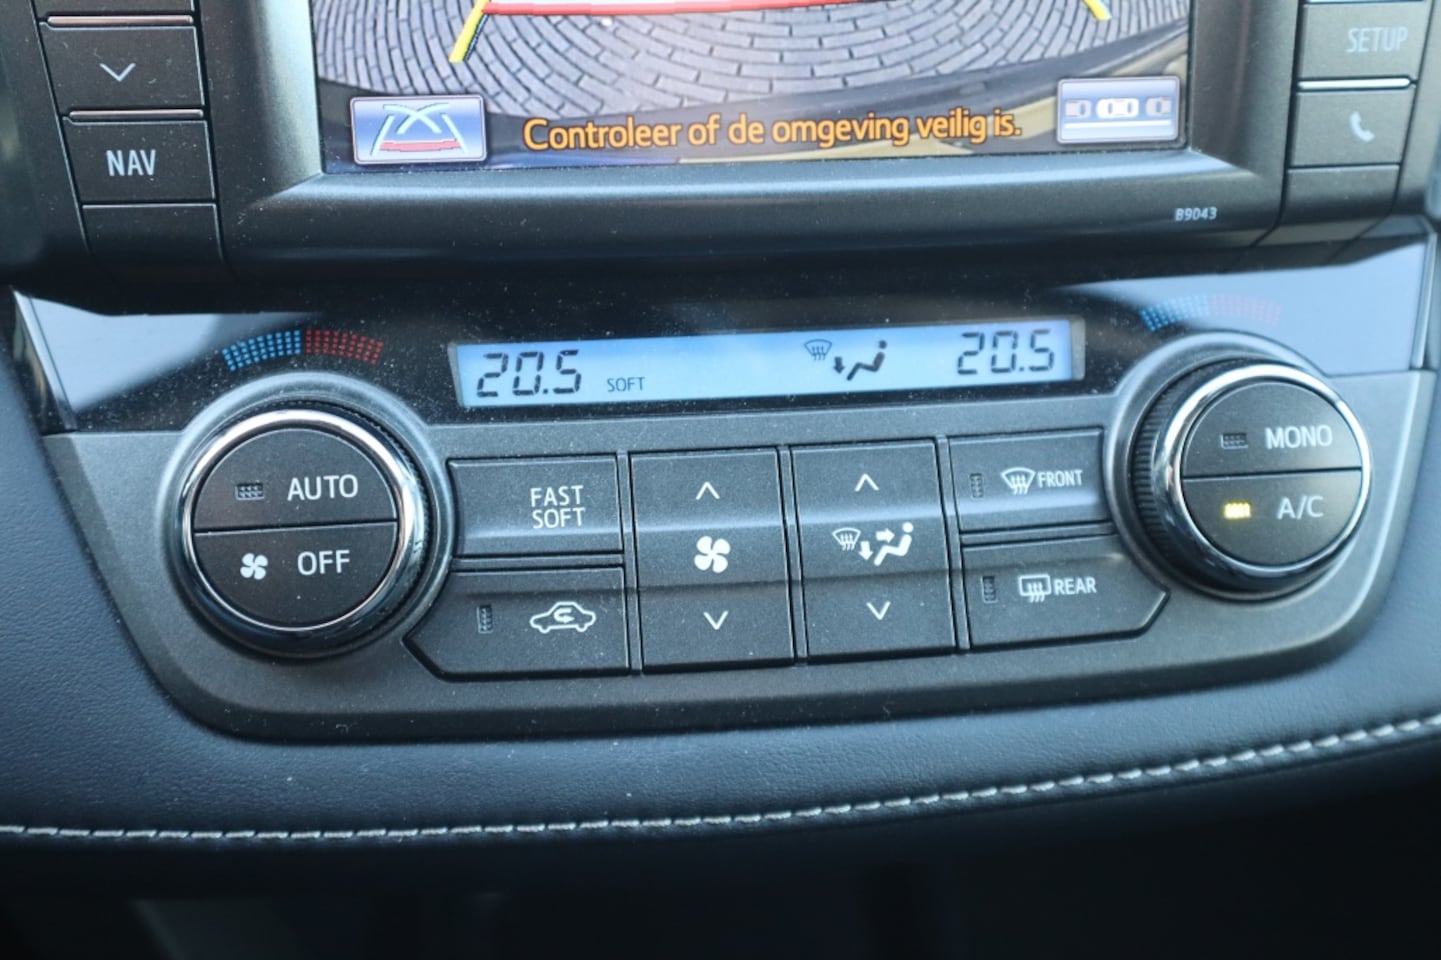 SETUP
NAV
Controleer of de omgeving veilig is.
B9043
20.5 SOFT 20.5
AUTO
OFF
FAST
SOFT
FRONT
REAR
MONO
A/C